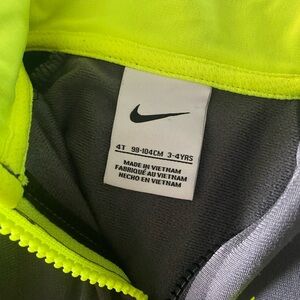 4T 98-104CM 3-4YRS
MADE IN VIETNAM
FABRIQUÉ AU VIETNAM
HECHO EN VIETNAM